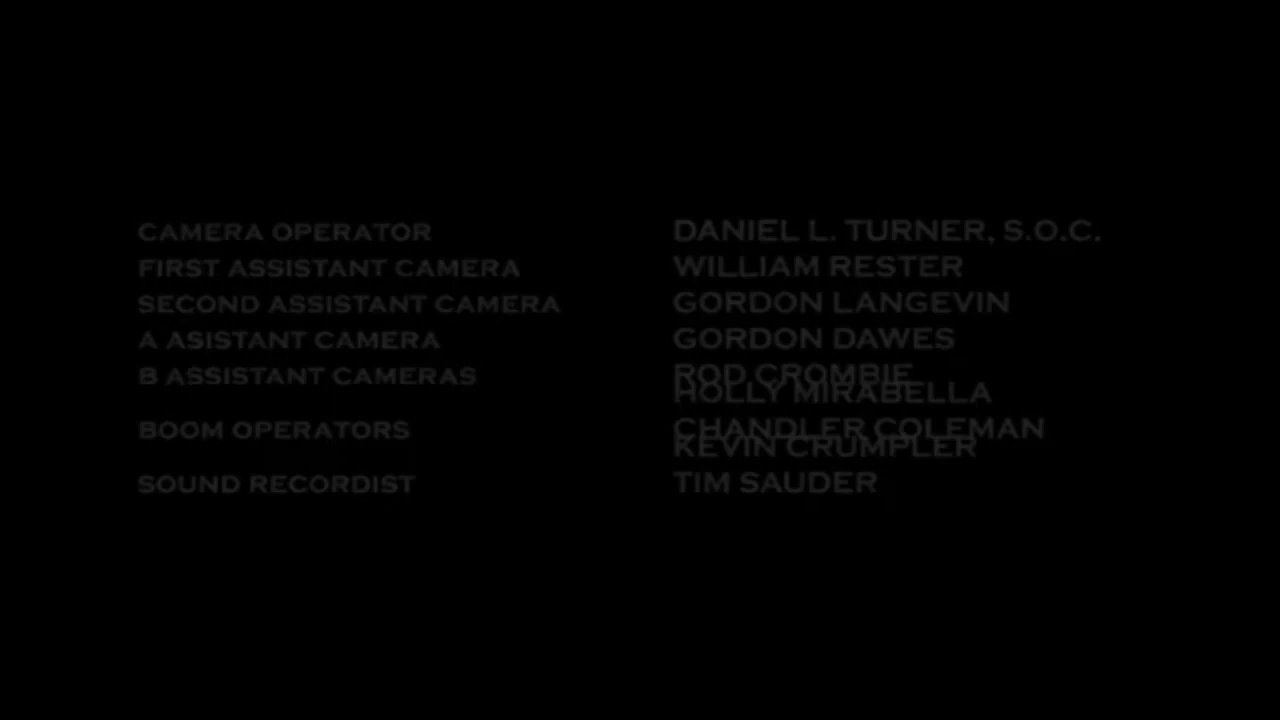 CAMERA OPERATOR DANIEL L. TURNER, S.O.C.
FIRST ASSISTANT CAMERA WILLIAM RESTER
SECOND ASSISTANT CAMERA GORDON LANGEVIN
A ASISTANT CAMERA GORDON DAWES
B ASSISTANT CAMERAS ROD CROMBIE
HOLLY MIRABELLA
BOOM OPERATORS CHANDLER COLEMAN
KEVIN CRUMPLER
SOUND RECORDIST TIM SAUDER